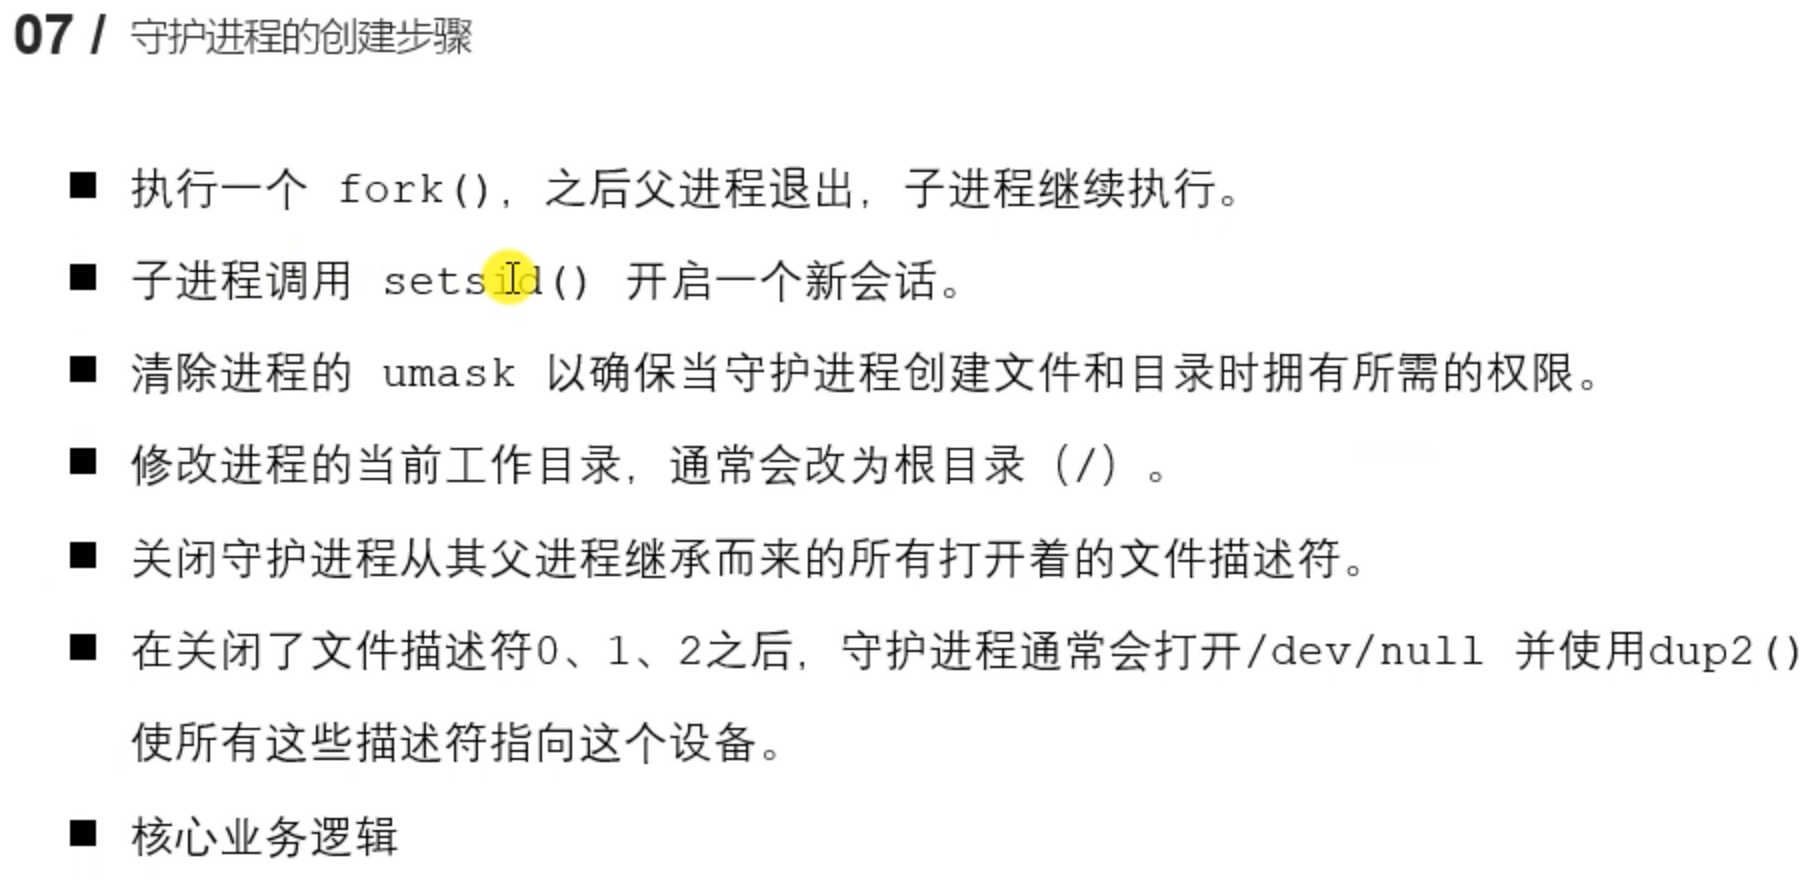 07 / 守护进程的创建步骤
■ 执行一个 fork()，之后父进程退出，子进程继续执行。
■ 子进程调用 setsid() 开启一个新会话。
■ 清除进程的 umask 以确保当守护进程创建文件和目录时拥有所需的权限。
■ 修改进程的当前工作目录，通常会改为根目录（/）。
■ 关闭守护进程从其父进程继承而来的所有打开着的文件描述符。
■ 在关闭了文件描述符0、1、2之后，守护进程通常会打开/dev/null 并使用dup2()
使所有这些描述符指向这个设备。
■ 核心业务逻辑